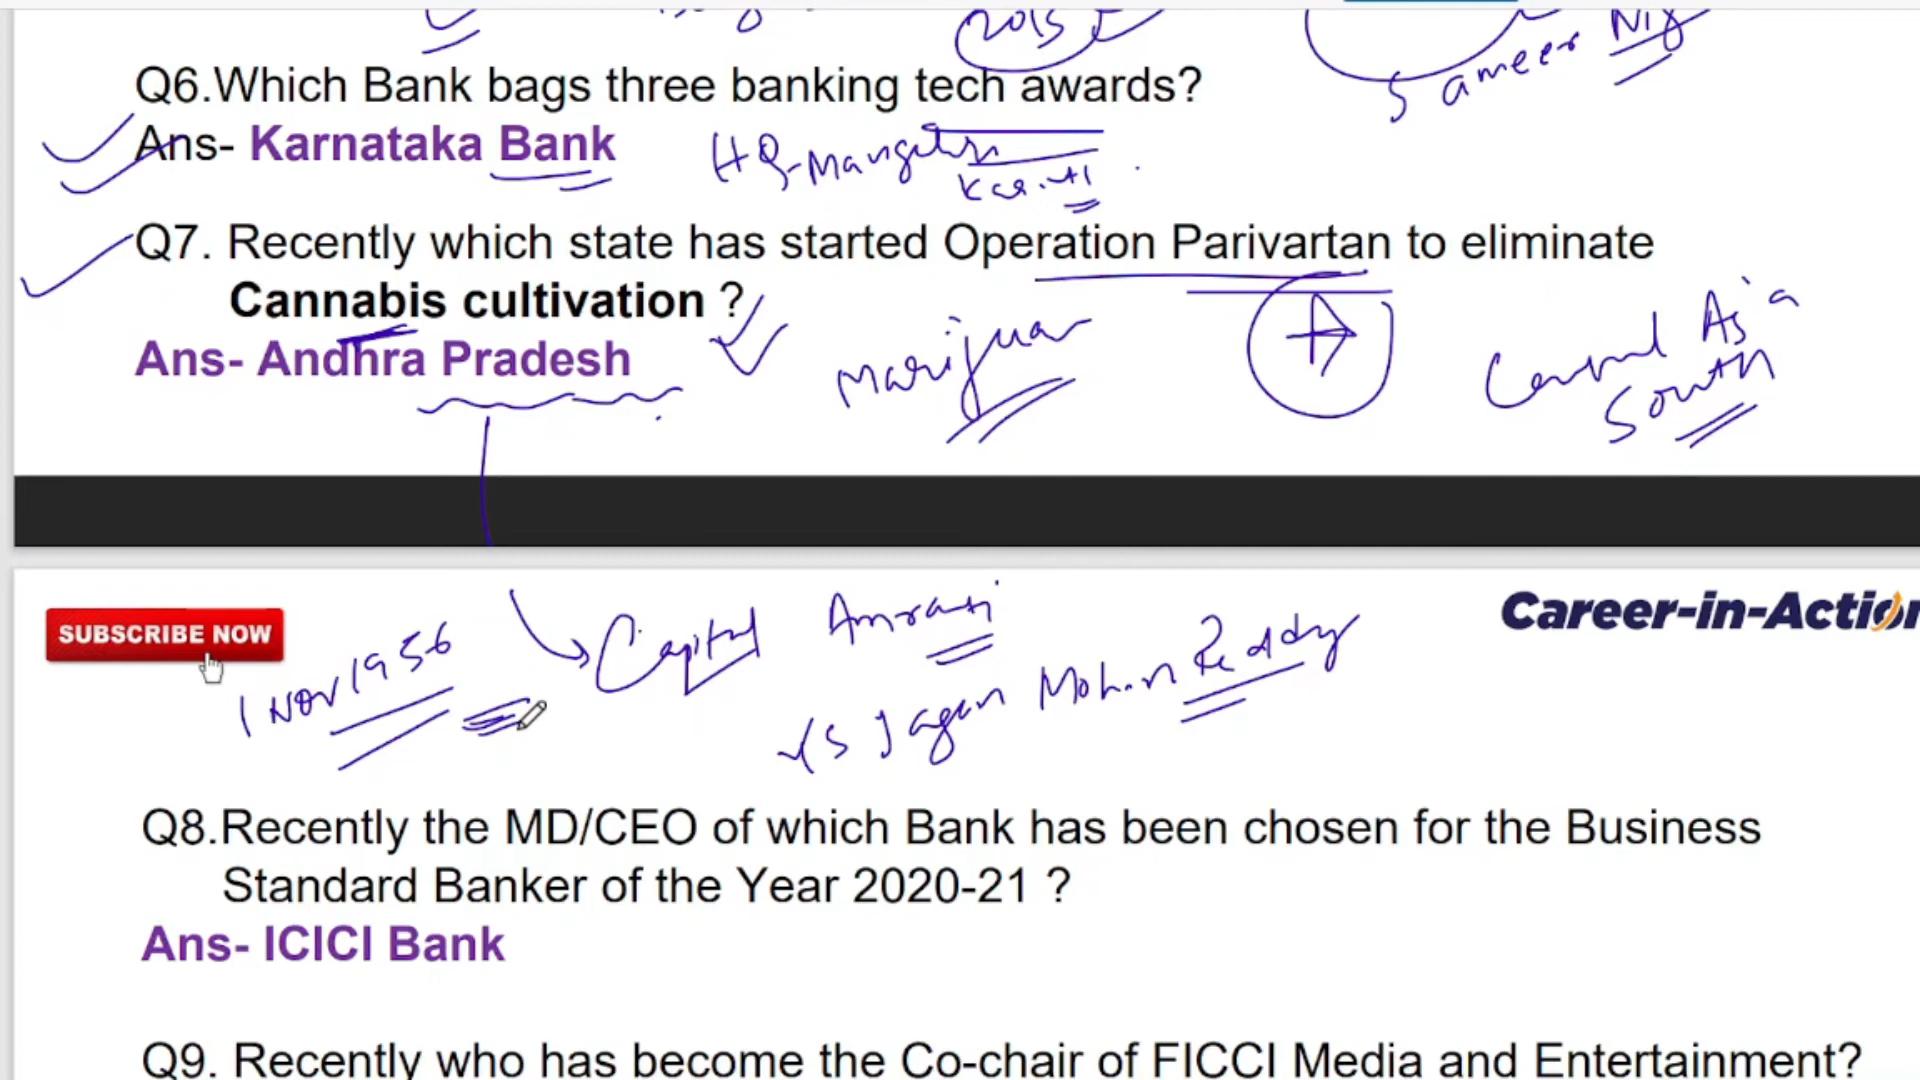 2015
Sameer Nig
Q6.Which Bank bags three banking tech awards?
Ans- Karnataka Bank
HQ-
Q7. Recently which state has started Operation Parivartan to eliminate
Cannabis cultivation ?
Ans- Andhra Pradesh
Marijuan
Asia
South
SUBSCRIBE NOW
Career-in-Action
1 Nov 1956
Capital
YS Jagan Mohan Reddy
Q8.Recently the MD/CEO of which Bank has been chosen for the Business
Standard Banker of the Year 2020-21 ?
Ans- ICICI Bank
Q9. Recently who has become the Co-chair of FICCI Media and Entertainment?